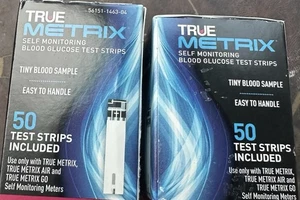 56151-1463-04
TRUE
METRIX
SELF MONITORING
BLOOD GLUCOSE TEST STRIPS
TINY BLOOD SAMPLE
EASY TO HANDLE
50
TEST STRIPS
INCLUDED
Use only with TRUE METRIX,
TRUE METRIX AIR and
TRUE METRIX GO
Self Monitoring Meters
TRUE
METRIX
SELF MONITORING
BLOOD GLUCOSE TEST STRIPS
TINY BLOOD SAMPLE
EASY TO HANDLE
50
TEST STRIPS
INCLUDED
Use only with TRUE METRIX,
TRUE METRIX AIR and
TRUE METRIX GO
Self Monitoring Meters